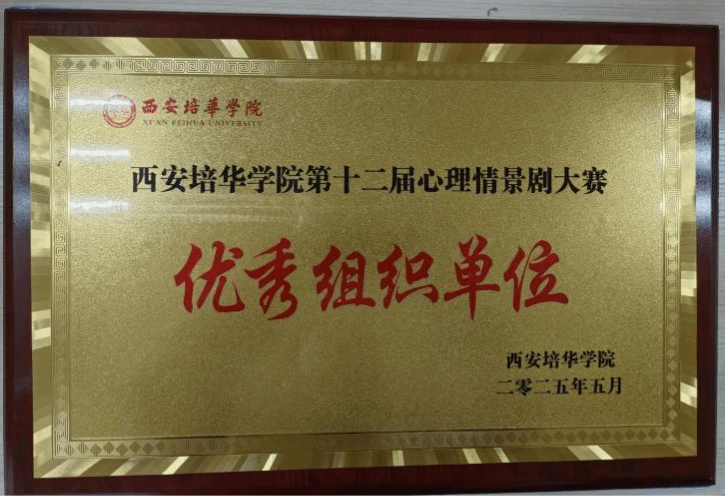 西安培華学院
XI'AN PEIHUA UNIVERSITY
西安培华学院第十二届心理情景剧大赛
优秀组织单位
西安培华学院
二零二五年五月